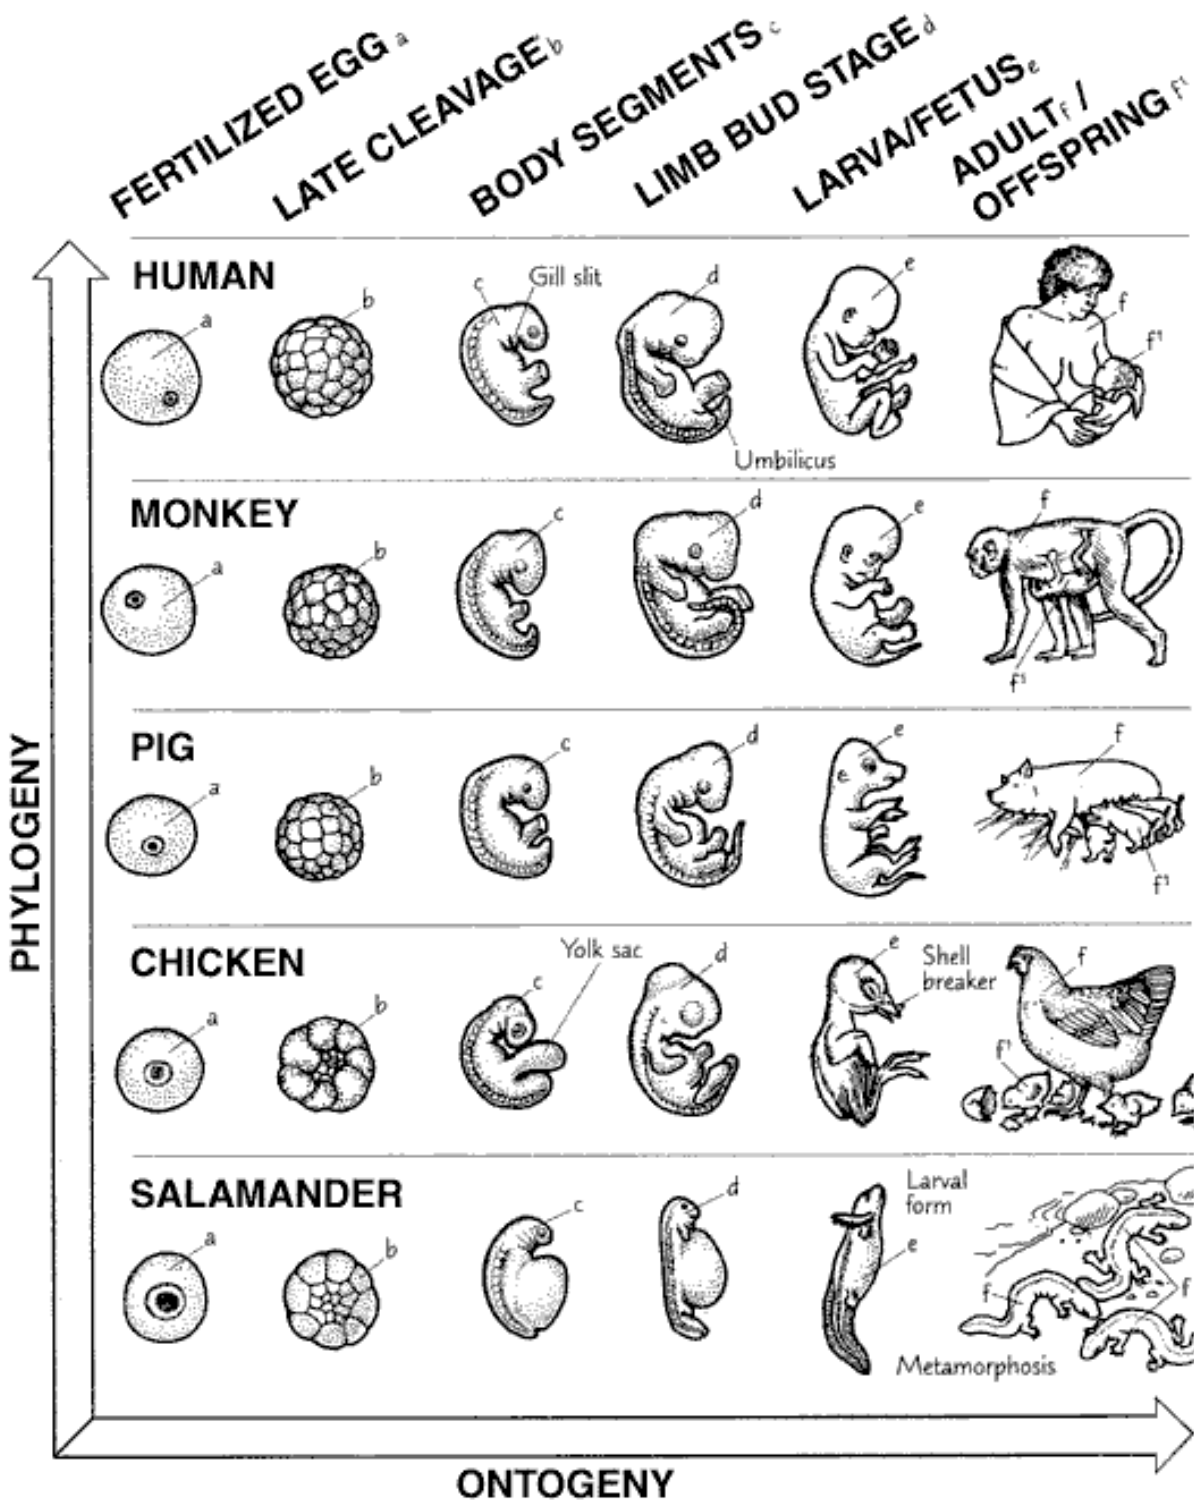 FERTILIZED EGG a
LATE CLEAVAGE b
BODY SEGMENTS c
LIMB BUD STAGE d
LARVA/FETUS e
ADULT f /
OFFSPRING f1
PHYLOGENY
HUMAN
a
b
c
Gill slit
d
Umbilicus
e
f
f1
MONKEY
a
b
c
d
e
f
f1
PIG
a
b
c
d
e
f
f1
CHICKEN
a
b
c
Yolk sac
d
e
Shell
breaker
f
f1
SALAMANDER
a
b
c
d
Larval
form
e
f
f
Metamorphosis
ONTOGENY